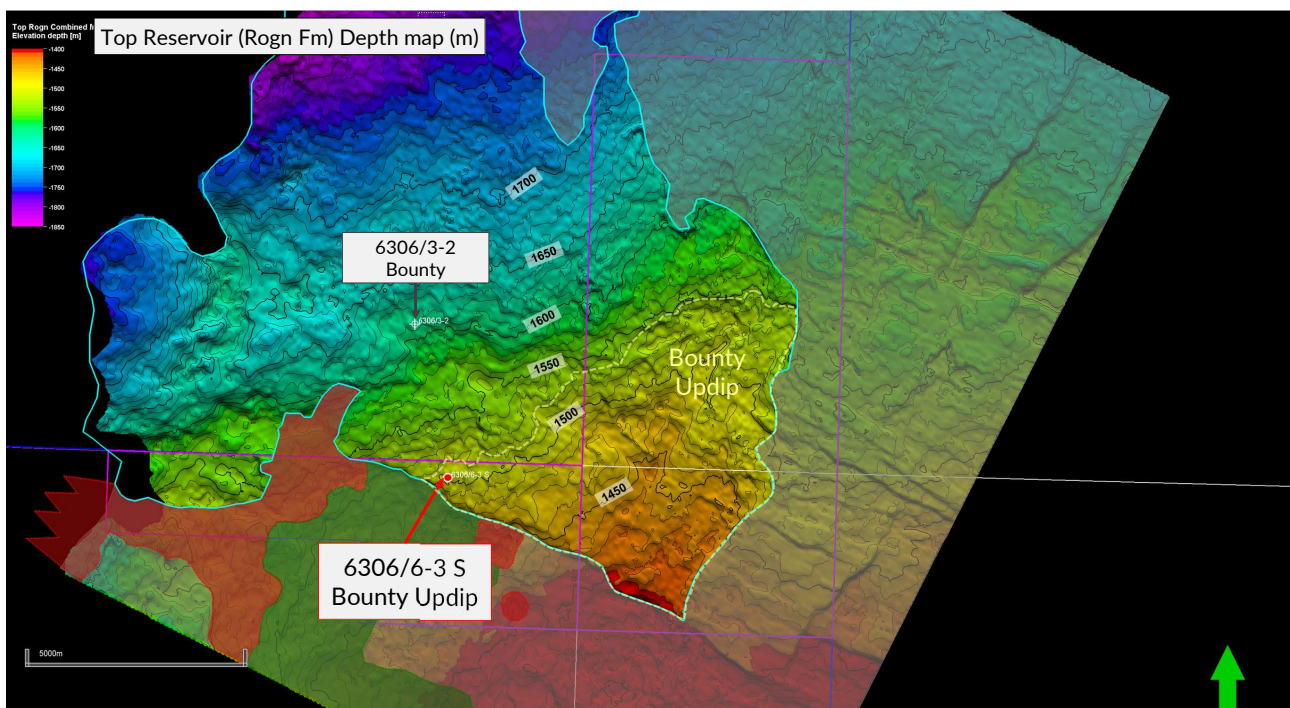 Top Rogn Combined
Elevation depth [m]
-1400
-1450
-1500
-1550
-1600
-1650
-1700
-1750
-1800
-1850
Top Reservoir (Rogn Fm) Depth map (m)
1700
6306/3-2
Bounty
1650
6306/3-2
1600
1550
Bounty
Updip
1500
6306/6-3 S
1450
6306/6-3 S
Bounty Updip
5000m